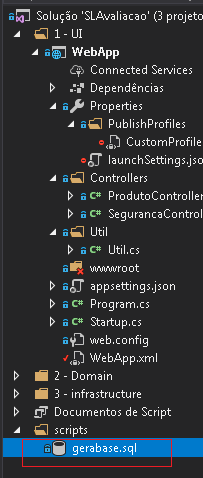 Solução 'SLAvaliacao' (3 projeto
1 - UI
WebApp
Connected Services
Dependências
Properties
PublishProfiles
CustomProfile
launchSettings.jso
Controllers
C# ProdutoController
C# SegurancaControl
Util
C# Util.cs
wwwroot
appsettings.json
C# Program.cs
C# Startup.cs
web.config
WebApp.xml
2 - Domain
3 - infrastructure
Documentos de Script
scripts
gerabase.sql